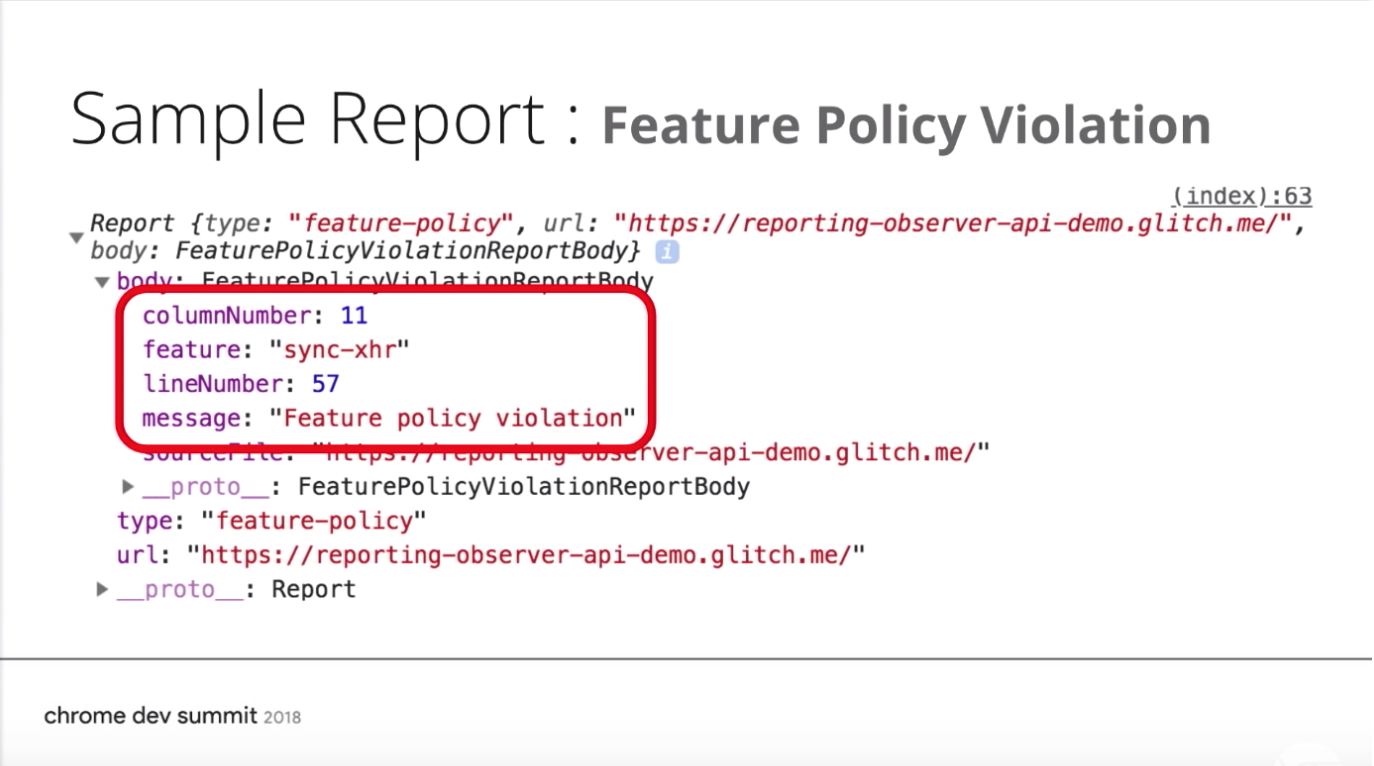 Sample Report : Feature Policy Violation
(index):63
Report {type: "feature-policy", url: "https://reporting-observer-api-demo.glitch.me/",
body: FeaturePolicyViolationReportBody} i
body: FeaturePolicyViolationReportBody
columnNumber: 11
feature: "sync-xhr"
lineNumber: 57
message: "Feature policy violation"
sourceFile: "https://reporting-observer-api-demo.glitch.me/"
__proto__: FeaturePolicyViolationReportBody
type: "feature-policy"
url: "https://reporting-observer-api-demo.glitch.me/"
__proto__: Report
chrome dev summit 2018